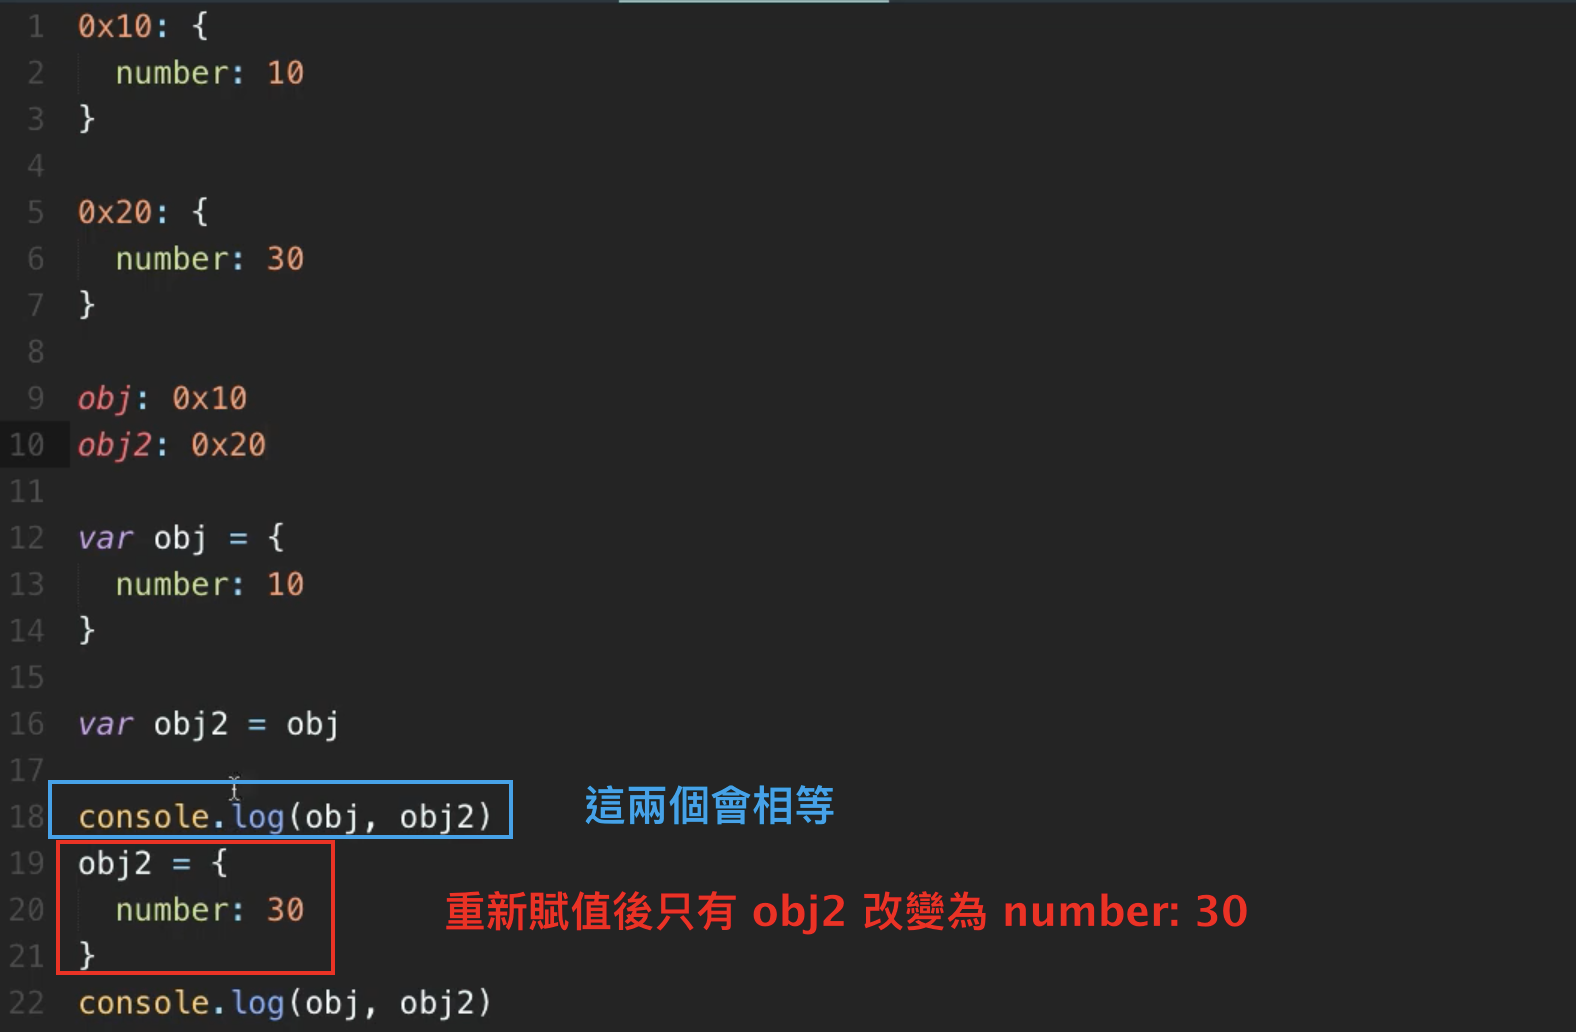 1 0x10: {
2 number: 10
3 }
4
5 0x20: {
6 number: 30
7 }
8
9 obj: 0x10
10 obj2: 0x20
11
12 var obj = {
13 number: 10
14 }
15
16 var obj2 = obj
17
18 console.log(obj, obj2) 這兩個會相等
19 obj2 = {
20 number: 30 重新賦值後只有 obj2 改變為 number: 30
21 }
22 console.log(obj, obj2)